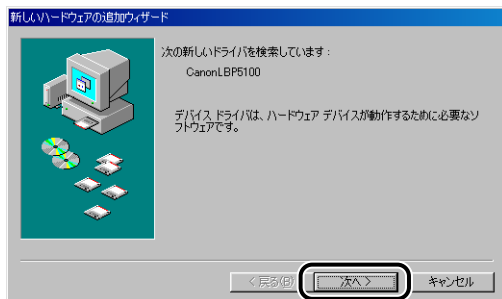 新しいハードウェアの追加ウィザード
次の新しいドライバを検索しています：
CanonLBP5100
デバイス ドライバは、ハードウェア デバイスが動作するために必要なソ
フトウェアです。
< 戻る(B)
次へ >
キャンセル